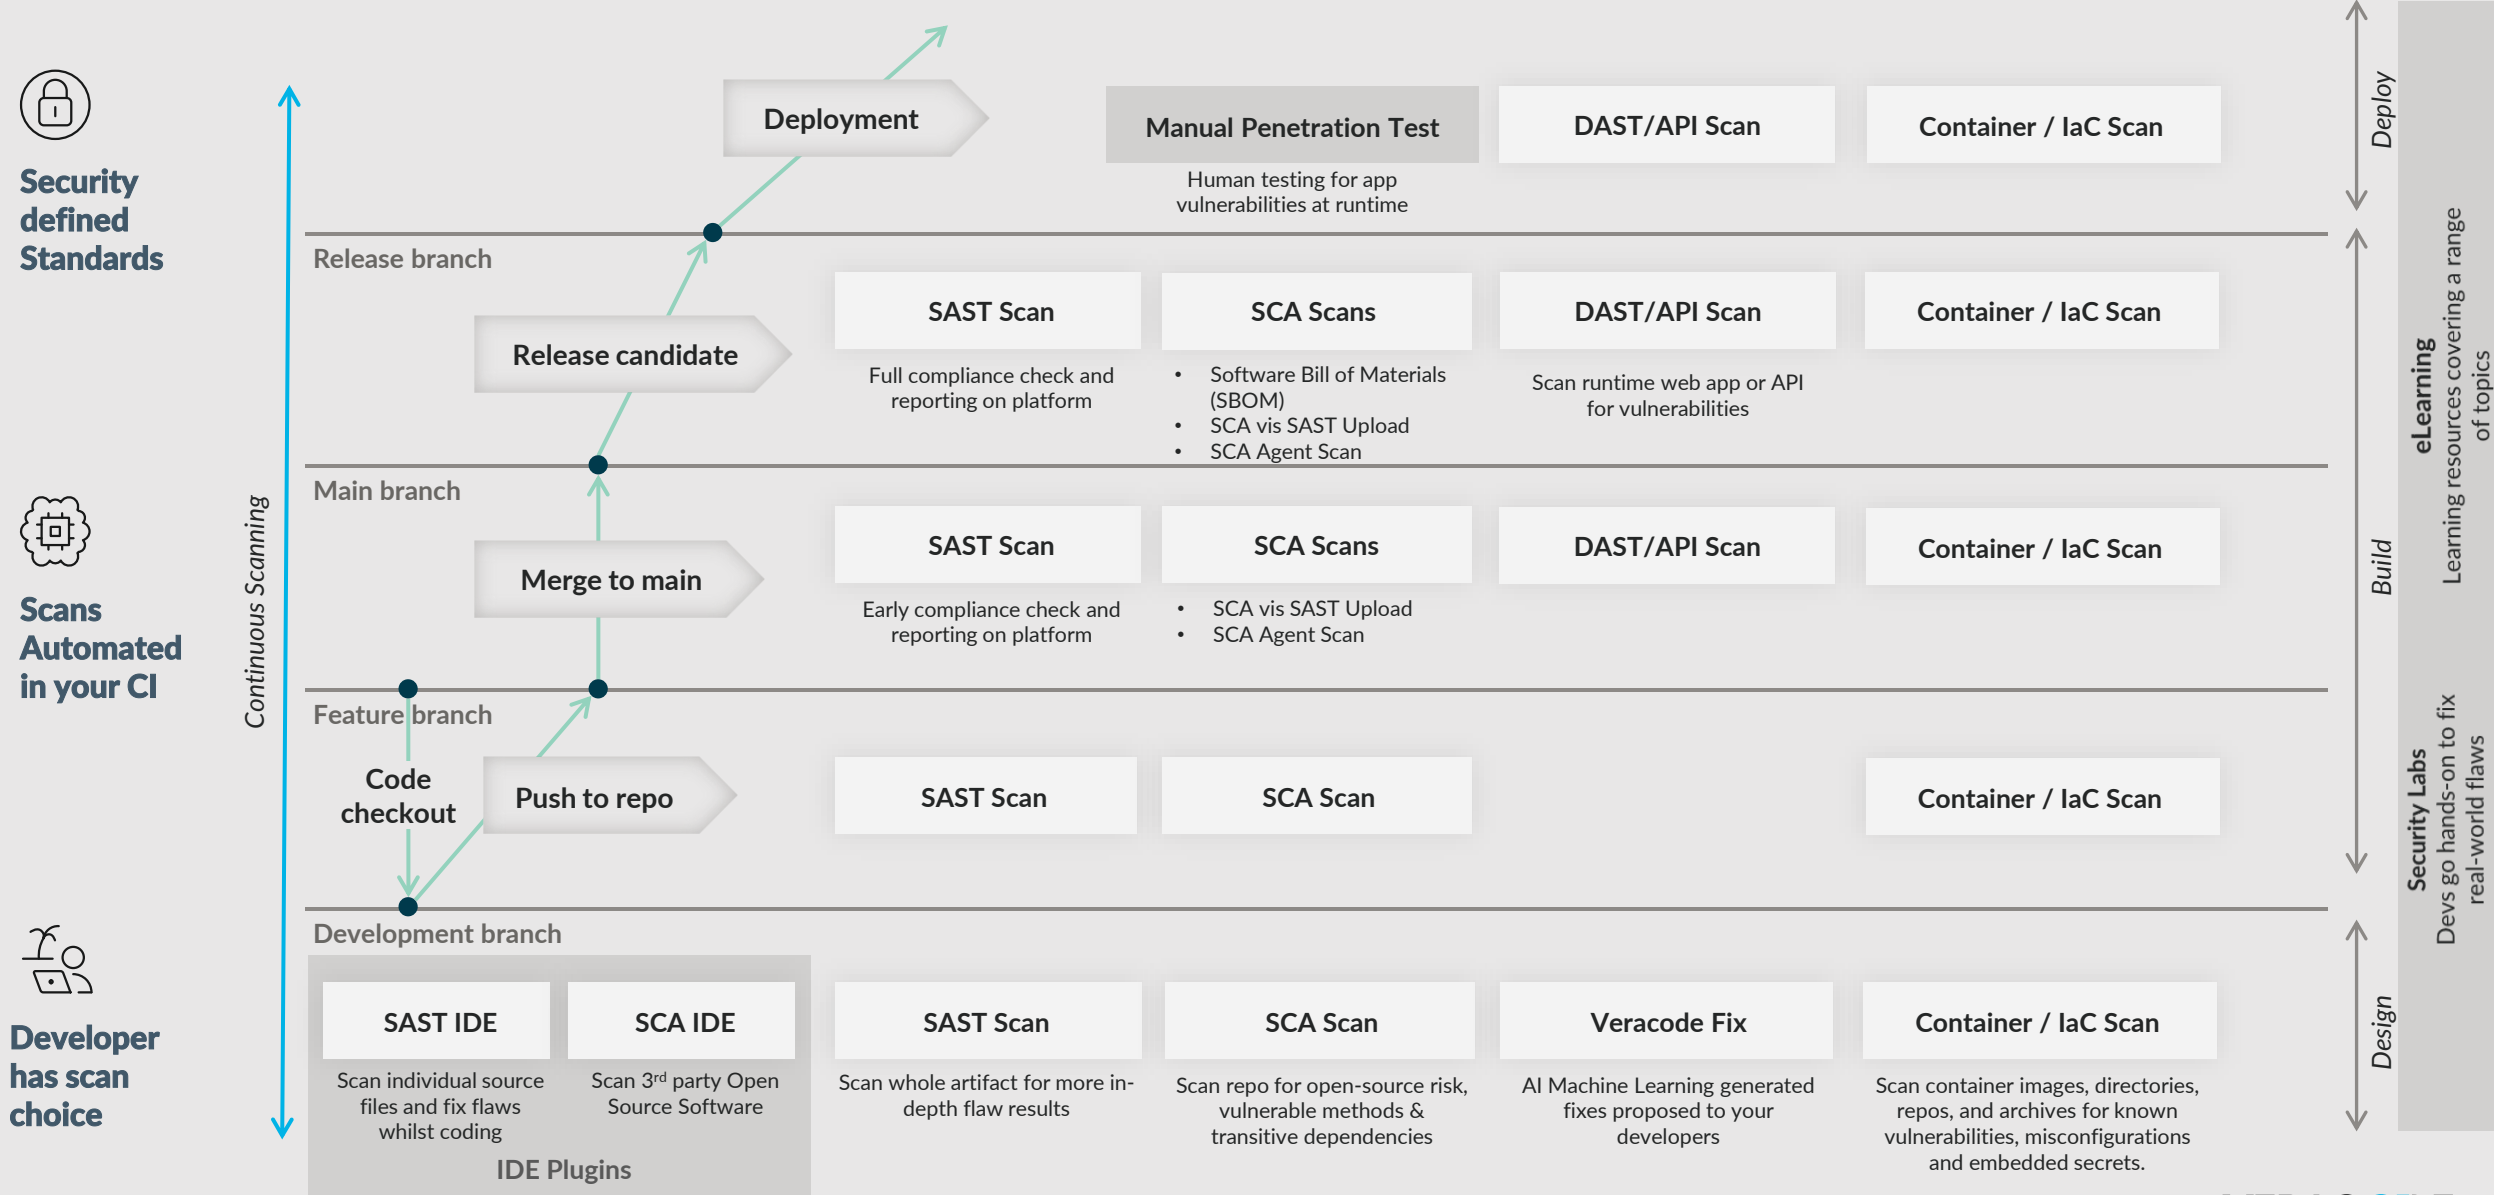 Security
defined
Standards
Scans
Automated
in your CI
Developer
has scan
choice
Continuous Scanning
Deployment
Manual Penetration Test
Human testing for app
vulnerabilities at runtime
DAST/API Scan
Container / IaC Scan
Release branch
Release candidate
SAST Scan
Full compliance check and
reporting on platform
SCA Scans
• Software Bill of Materials
(SBOM)
• SCA vis SAST Upload
• SCA Agent Scan
DAST/API Scan
Scan runtime web app or API
for vulnerabilities
Container / IaC Scan
Main branch
Merge to main
SAST Scan
Early compliance check and
reporting on platform
SCA Scans
• SCA vis SAST Upload
• SCA Agent Scan
DAST/API Scan
Container / IaC Scan
Feature branch
Code
checkout
Push to repo
SAST Scan
SCA Scan
Container / IaC Scan
Development branch
SAST IDE
Scan individual source
files and fix flaws
whilst coding
SCA IDE
Scan 3rd party Open
Source Software
IDE Plugins
SAST Scan
Scan whole artifact for more in-
depth flaw results
SCA Scan
Scan repo for open-source risk,
vulnerable methods &
transitive dependencies
Veracode Fix
AI Machine Learning generated
fixes proposed to your
developers
Container / IaC Scan
Scan container images, directories,
repos, and archives for known
vulnerabilities, misconfigurations
and embedded secrets.
Deploy
Build
Design
eLearning
Learning resources covering a range
of topics
Security Labs
Devs go hands-on to fix
real-world flaws